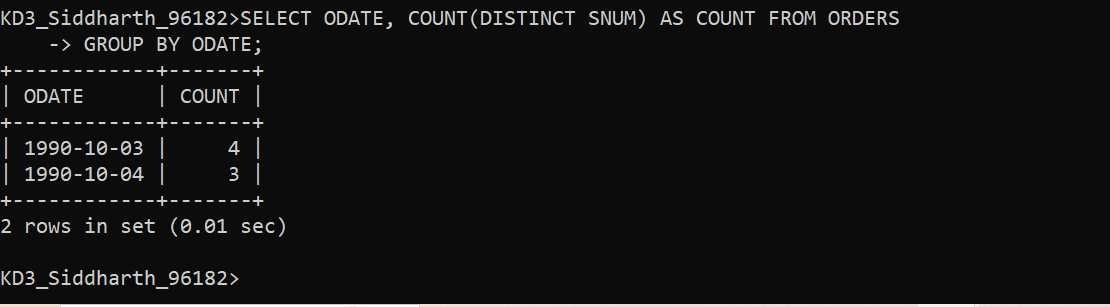 KD3_Siddharth_96182>SELECT ODATE, COUNT(DISTINCT SNUM) AS COUNT FROM ORDERS
    -> GROUP BY ODATE;
+------------+-------+
| ODATE      | COUNT |
+------------+-------+
| 1990-10-03 |     4 |
| 1990-10-04 |     3 |
+------------+-------+
2 rows in set (0.01 sec)
KD3_Siddharth_96182>